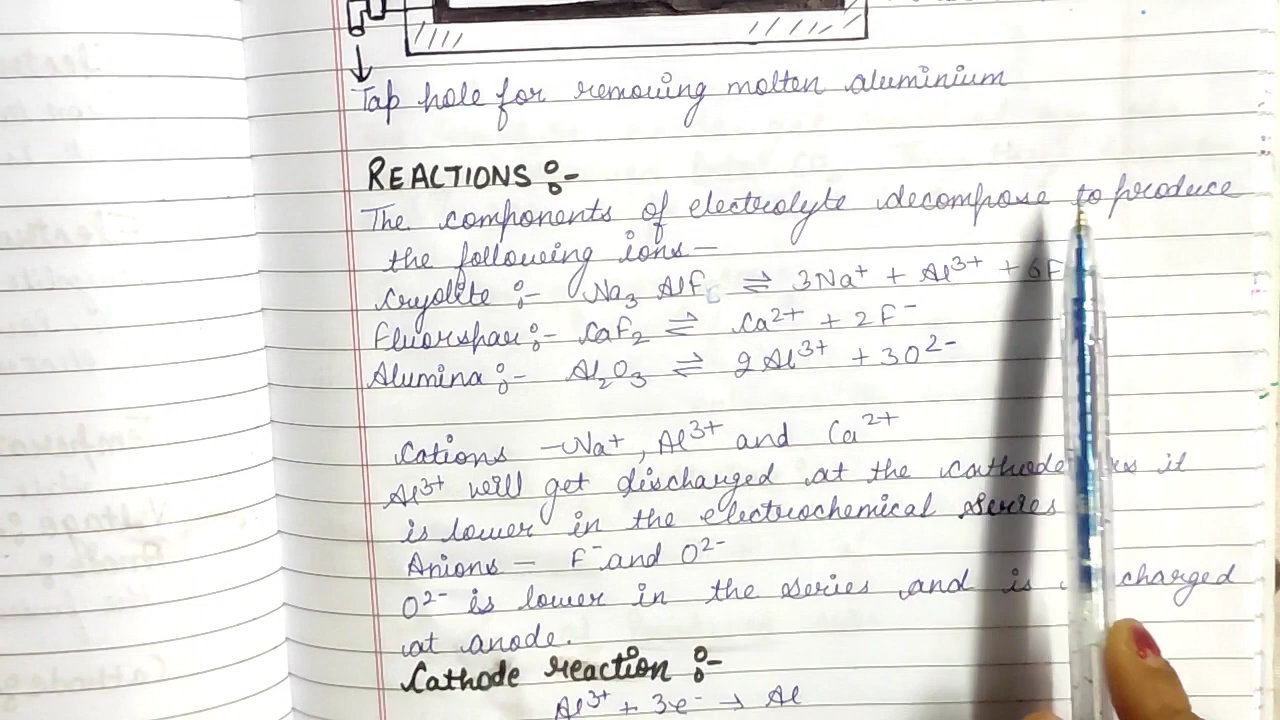 Tap hole for removing molten aluminium
REACTIONS :-
The components of electrolyte decompose to produce
the following ions -
Cryolite :- Na₃AlF₆ ⇌ 3Na⁺ + Al³⁺ + 6F
Fluorspar :- CaF₂ ⇌ Ca²⁺ + 2F⁻
Alumina :- Al₂O₃ ⇌ 2Al³⁺ + 3O²⁻
Cations - Na⁺, Al³⁺ and Ca²⁺
Al³⁺ will get discharged at the cathode as it
is lower in the electrochemical series
Anions - F⁻ and O²⁻
O²⁻ is lower in the series and is charged
at anode.
Cathode reaction :-
Al³⁺ + 3e⁻ → Al